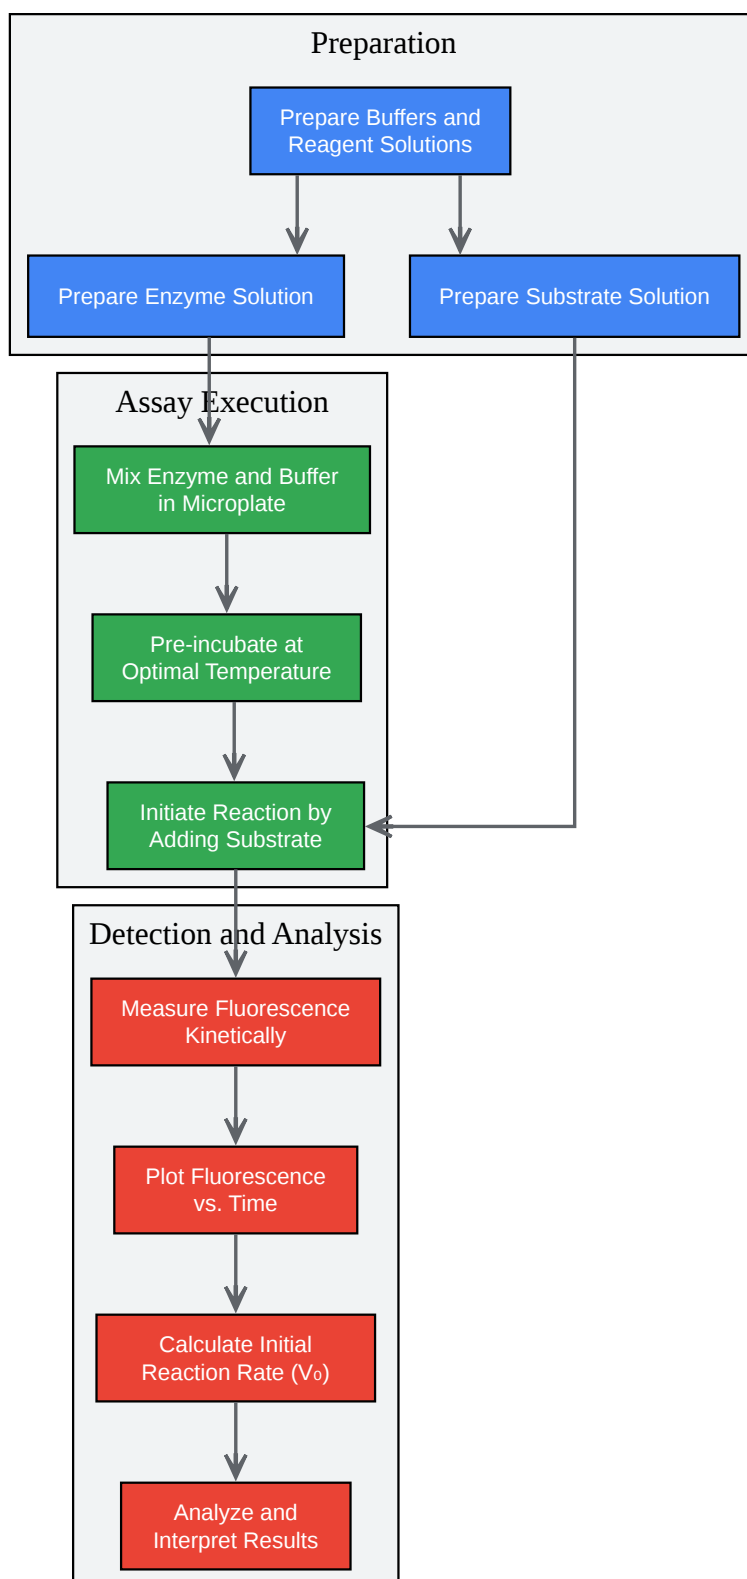 Preparation
Prepare Buffers and
Reagent Solutions
Prepare Enzyme Solution
Prepare Substrate Solution
Assay Execution
Mix Enzyme and Buffer
in Microplate
Pre-incubate at
Optimal Temperature
Initiate Reaction by
Adding Substrate
Detection and Analysis
Measure Fluorescence
Kinetically
Plot Fluorescence
vs. Time
Calculate Initial
Reaction Rate (V₀)
Analyze and
Interpret Results